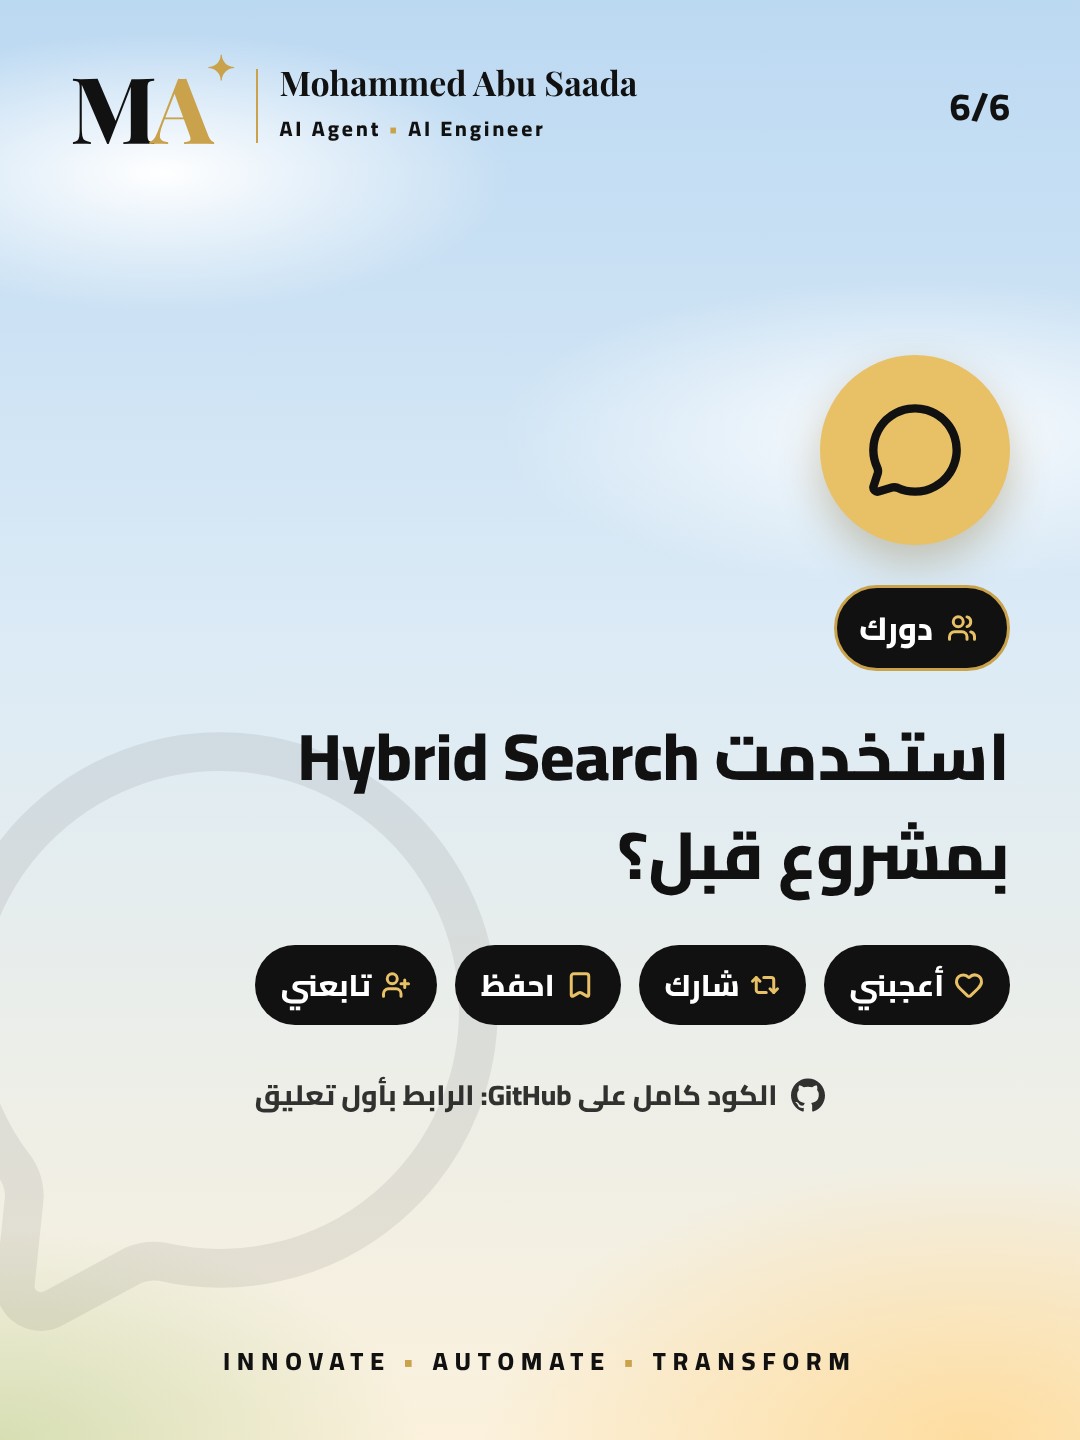 MA
Mohammed Abu Saada
AI Agent ▪ AI Engineer
6/6
دورك
استخدمت Hybrid Search
بمشروع قبل؟
أعجبني
شارك
احفظ
تابعني
الكود كامل على GitHub: الرابط بأول تعليق
INNOVATE ▪ AUTOMATE ▪ TRANSFORM